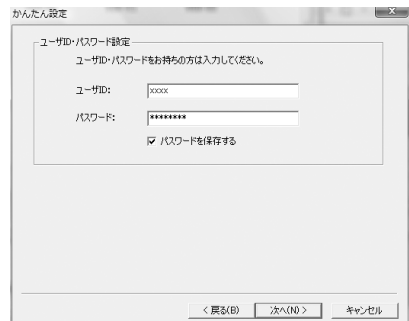 かんたん設定
ユーザID・パスワード設定
ユーザID・パスワードをお持ちの方は入力してください。
ユーザID:
xxxx
パスワード:
********
パスワードを保存する
< 戻る(B)
次へ(N) >
キャンセル